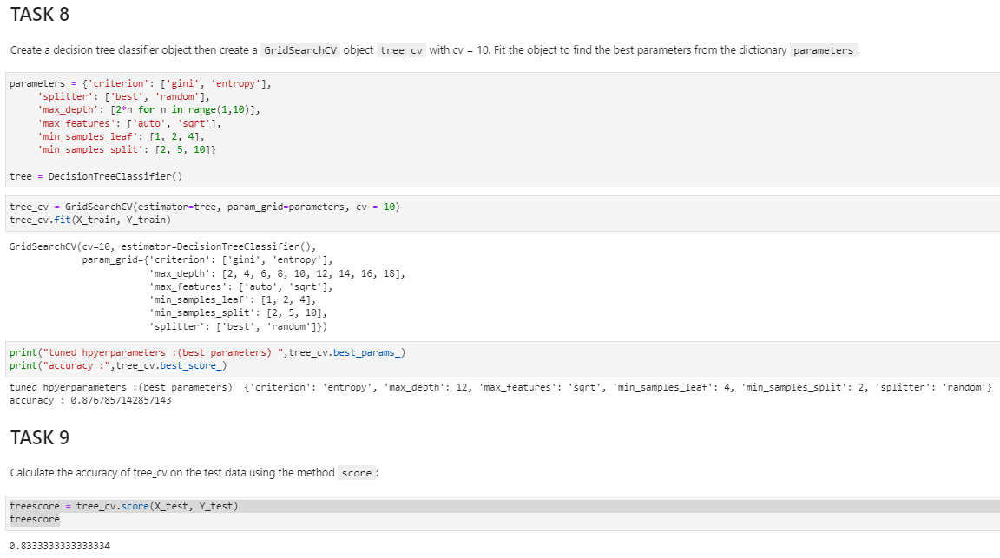 TASK 8
Create a decision tree classifier object then create a GridSearchCV object tree_cv with cv = 10. Fit the object to find the best parameters from the dictionary parameters .
parameters = {'criterion': ['gini', 'entropy'],
     'splitter': ['best', 'random'],
     'max_depth': [2*n for n in range(1,10)],
     'max_features': ['auto', 'sqrt'],
     'min_samples_leaf': [1, 2, 4],
     'min_samples_split': [2, 5, 10]}
tree = DecisionTreeClassifier()
tree_cv = GridSearchCV(estimator=tree, param_grid=parameters, cv = 10)
tree_cv.fit(X_train, Y_train)
GridSearchCV(cv=10, estimator=DecisionTreeClassifier(),
             param_grid={'criterion': ['gini', 'entropy'],
                         'max_depth': [2, 4, 6, 8, 10, 12, 14, 16, 18],
                         'max_features': ['auto', 'sqrt'],
                         'min_samples_leaf': [1, 2, 4],
                         'min_samples_split': [2, 5, 10],
                         'splitter': ['best', 'random']})
print("tuned hpyerparameters :(best parameters) ",tree_cv.best_params_)
print("accuracy :",tree_cv.best_score_)
tuned hpyerparameters :(best parameters)  {'criterion': 'entropy', 'max_depth': 12, 'max_features': 'sqrt', 'min_samples_leaf': 4, 'min_samples_split': 2, 'splitter': 'random'}
accuracy : 0.8767857142857143
TASK 9
Calculate the accuracy of tree_cv on the test data using the method score :
treescore = tree_cv.score(X_test, Y_test)
treescore
0.8333333333333334